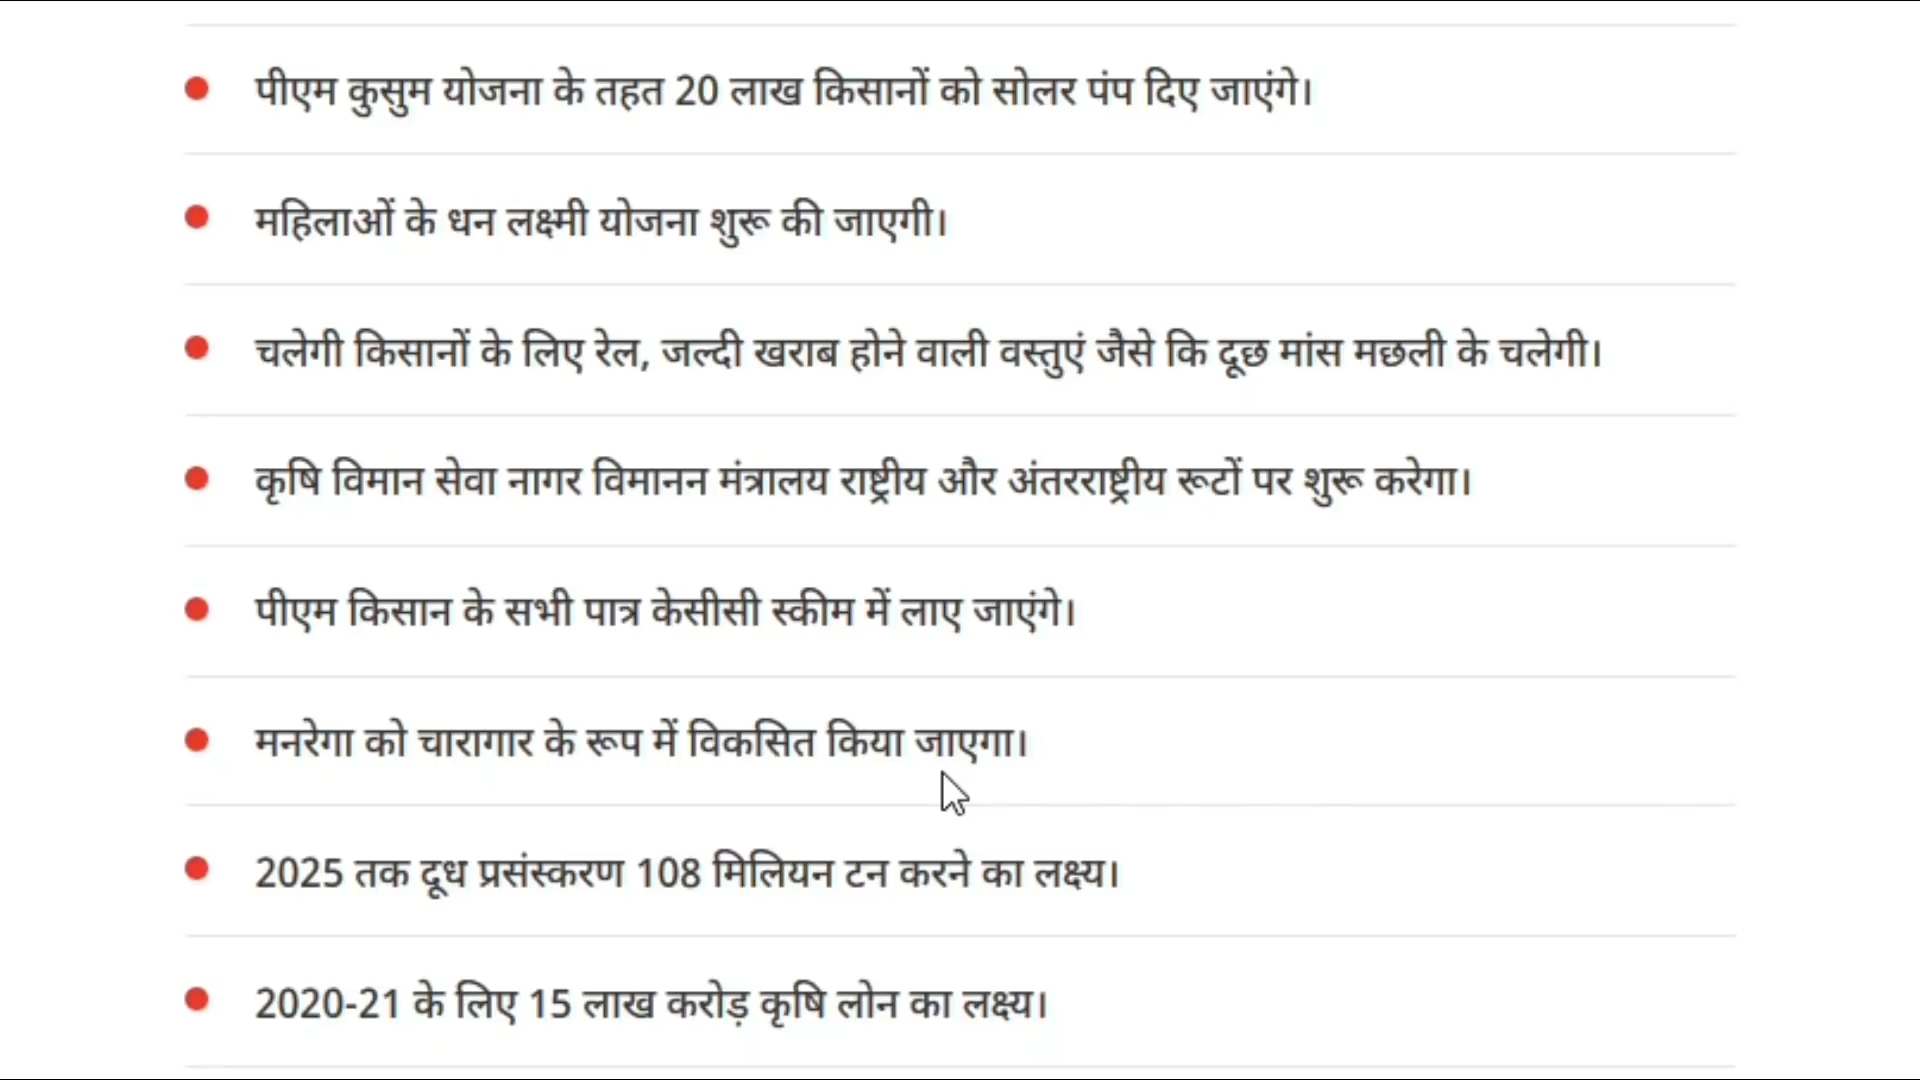 पीएम कुसुम योजना के तहत 20 लाख किसानों को सोलर पंप दिए जाएंगे।
महिलाओं के धन लक्ष्मी योजना शुरू की जाएगी।
चलेगी किसानों के लिए रेल, जल्दी खराब होने वाली वस्तुएं जैसे कि दूछ मांस मछली के चलेगी।
कृषि विमान सेवा नागर विमानन मंत्रालय राष्ट्रीय और अंतरराष्ट्रीय रूटों पर शुरू करेगा।
पीएम किसान के सभी पात्र केसीसी स्कीम में लाए जाएंगे।
मनरेगा को चारागार के रूप में विकसित किया जाएगा।
2025 तक दूध प्रसंस्करण 108 मिलियन टन करने का लक्ष्य।
2020-21 के लिए 15 लाख करोड़ कृषि लोन का लक्ष्य।